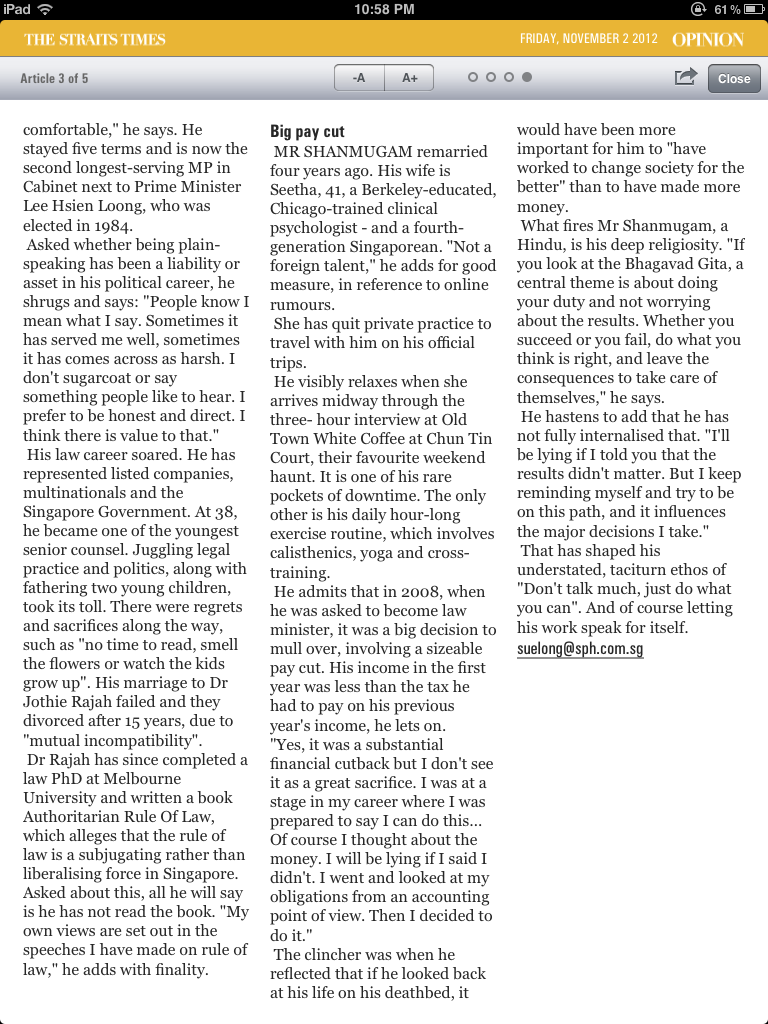 iPad
10:58 PM
61 %
THE STRAITS TIMES
FRIDAY, NOVEMBER 2 2012 OPINION
Article 3 of 5
-A
A+
Close
comfortable," he says. He
stayed five terms and is now the
second longest-serving MP in
Cabinet next to Prime Minister
Lee Hsien Loong, who was
elected in 1984.
Asked whether being plain-
speaking has been a liability or
asset in his political career, he
shrugs and says: "People know I
mean what I say. Sometimes it
has served me well, sometimes
it has comes across as harsh. I
don't sugarcoat or say
something people like to hear. I
prefer to be honest and direct. I
think there is value to that."
His law career soared. He has
represented listed companies,
multinationals and the
Singapore Government. At 38,
he became one of the youngest
senior counsel. Juggling legal
practice and politics, along with
fathering two young children,
took its toll. There were regrets
and sacrifices along the way,
such as "no time to read, smell
the flowers or watch the kids
grow up". His marriage to Dr
Jothie Rajah failed and they
divorced after 15 years, due to
"mutual incompatibility".
Dr Rajah has since completed a
law PhD at Melbourne
University and written a book
Authoritarian Rule Of Law,
which alleges that the rule of
law is a subjugating rather than
liberalising force in Singapore.
Asked about this, all he will say
is he has not read the book. "My
own views are set out in the
speeches I have made on rule of
law," he adds with finality.
Big pay cut
MR SHANMUGAM remarried
four years ago. His wife is
Seetha, 41, a Berkeley-educated,
Chicago-trained clinical
psychologist - and a fourth-
generation Singaporean. "Not a
foreign talent," he adds for good
measure, in reference to online
rumours.
She has quit private practice to
travel with him on his official
trips.
He visibly relaxes when she
arrives midway through the
three- hour interview at Old
Town White Coffee at Chun Tin
Court, their favourite weekend
haunt. It is one of his rare
pockets of downtime. The only
other is his daily hour-long
exercise routine, which involves
calisthenics, yoga and cross-
training.
He admits that in 2008, when
he was asked to become law
minister, it was a big decision to
mull over, involving a sizeable
pay cut. His income in the first
year was less than the tax he
had to pay on his previous
year's income, he lets on.
"Yes, it was a substantial
financial cutback but I don't see
it as a great sacrifice. I was at a
stage in my career where I was
prepared to say I can do this...
Of course I thought about the
money. I will be lying if I said I
didn't. I went and looked at my
obligations from an accounting
point of view. Then I decided to
do it."
The clincher was when he
reflected that if he looked back
at his life on his deathbed, it
would have been more
important for him to "have
worked to change society for the
better" than to have made more
money.
What fires Mr Shanmugam, a
Hindu, is his deep religiosity. "If
you look at the Bhagavad Gita, a
central theme is about doing
your duty and not worrying
about the results. Whether you
succeed or you fail, do what you
think is right, and leave the
consequences to take care of
themselves," he says.
He hastens to add that he has
not fully internalised that. "I'll
be lying if I told you that the
results didn't matter. But I keep
reminding myself and try to be
on this path, and it influences
the major decisions I take."
That has shaped his
understated, taciturn ethos of
"Don't talk much, just do what
you can". And of course letting
his work speak for itself.
suelong@sph.com.sg